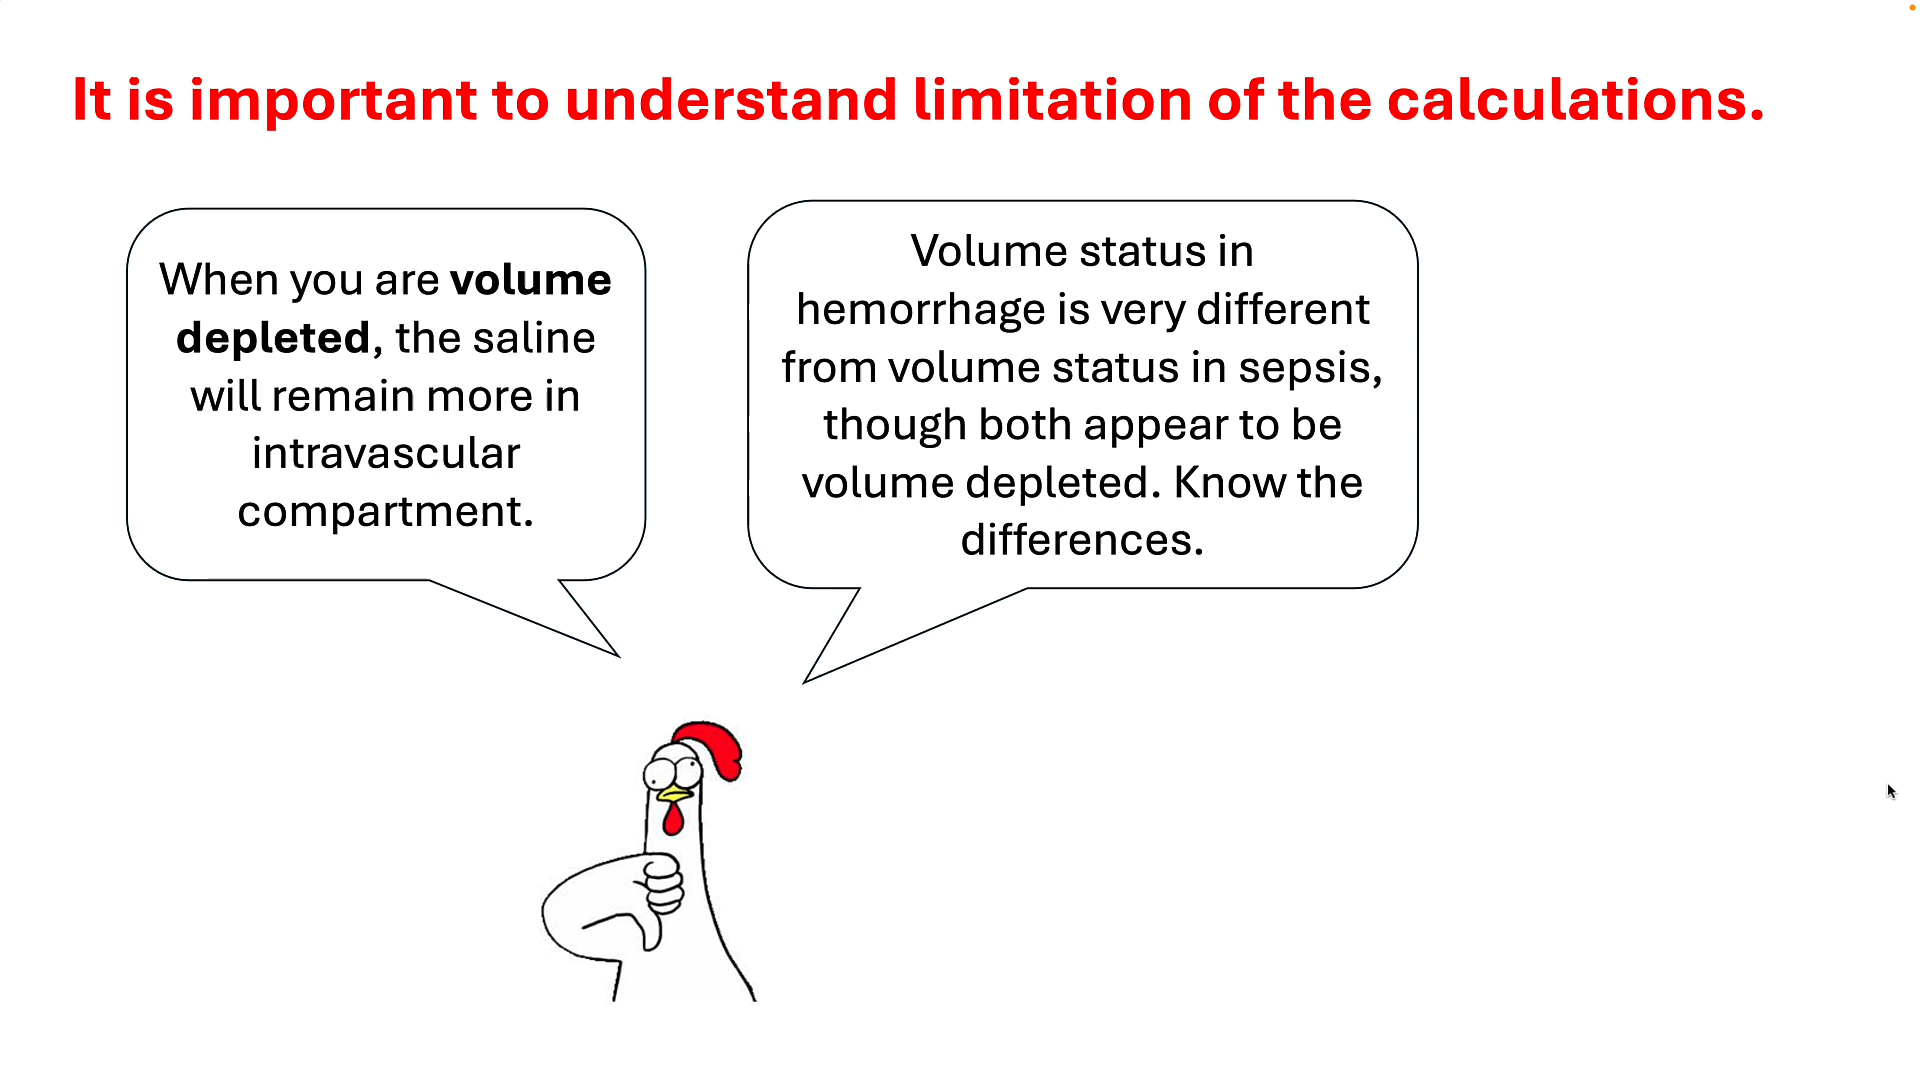 It is important to understand limitation of the calculations.
When you are volume
depleted, the saline
will remain more in
intravascular
compartment.
Volume status in
hemorrhage is very different
from volume status in sepsis,
though both appear to be
volume depleted. Know the
differences.